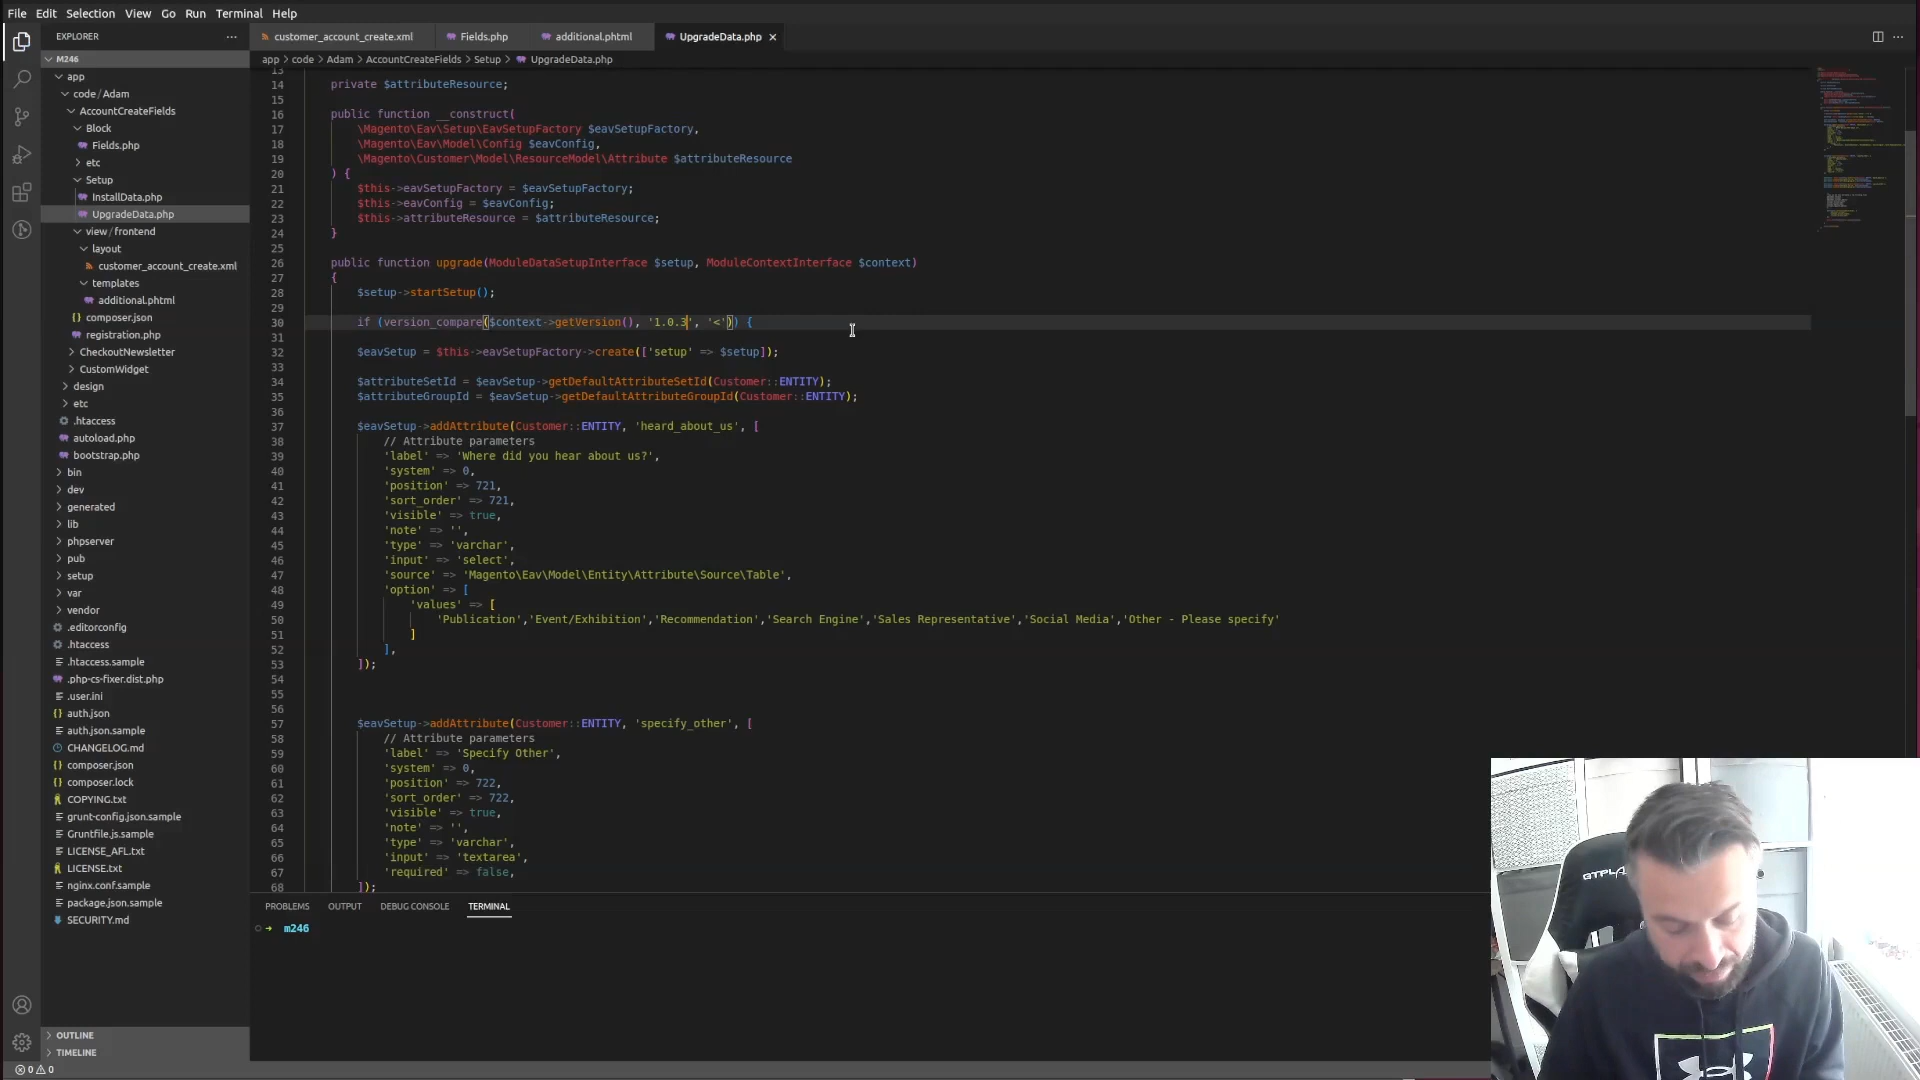 File Edit Selection View Go Run Terminal Help
EXPLORER ···
customer_account_create.xml Fields.php additional.phtml UpgradeData.php ×
M246
app > code > Adam > AccountCreateFields > Setup > UpgradeData.php
app
code / Adam
AccountCreateFields
Block
Fields.php
etc
Setup
InstallData.php
UpgradeData.php
view / frontend
layout
customer_account_create.xml
templates
additional.phtml
composer.json
registration.php
CheckoutNewsletter
CustomWidget
design
etc
.htaccess
autoload.php
bootstrap.php
bin
dev
generated
lib
phpserver
pub
setup
var
vendor
.editorconfig
.htaccess
.htaccess.sample
.php-cs-fixer.dist.php
.user.ini
auth.json
auth.json.sample
CHANGELOG.md
composer.json
composer.lock
COPYING.txt
grunt-config.json.sample
Gruntfile.js.sample
LICENSE_AFL.txt
LICENSE.txt
nginx.conf.sample
package.json.sample
SECURITY.md
OUTLINE
TIMELINE
0 0
13
14 private $attributeResource;
15
16 public function __construct(
17 \Magento\Eav\Setup\EavSetupFactory $eavSetupFactory,
18 \Magento\Eav\Model\Config $eavConfig,
19 \Magento\Customer\Model\ResourceModel\Attribute $attributeResource
20 ) {
21 $this->eavSetupFactory = $eavSetupFactory;
22 $this->eavConfig = $eavConfig;
23 $this->attributeResource = $attributeResource;
24 }
25
26 public function upgrade(ModuleDataSetupInterface $setup, ModuleContextInterface $context)
27 {
28 $setup->startSetup();
29
30 if (version_compare($context->getVersion(), '1.0.3', '<')) {
31
32 $eavSetup = $this->eavSetupFactory->create(['setup' => $setup]);
33
34 $attributeSetId = $eavSetup->getDefaultAttributeSetId(Customer::ENTITY);
35 $attributeGroupId = $eavSetup->getDefaultAttributeGroupId(Customer::ENTITY);
36
37 $eavSetup->addAttribute(Customer::ENTITY, 'heard_about_us', [
38 // Attribute parameters
39 'label' => 'Where did you hear about us?',
40 'system' => 0,
41 'position' => 721,
42 'sort_order' => 721,
43 'visible' => true,
44 'note' => '',
45 'type' => 'varchar',
46 'input' => 'select',
47 'source' => 'Magento\Eav\Model\Entity\Attribute\Source\Table',
48 'option' => [
49 'values' => [
50 'Publication','Event/Exhibition','Recommendation','Search Engine','Sales Representative','Social Media','Other - Please specify'
51 ]
52 ],
53 ]);
54
55
56
57 $eavSetup->addAttribute(Customer::ENTITY, 'specify_other', [
58 // Attribute parameters
59 'label' => 'Specify Other',
60 'system' => 0,
61 'position' => 722,
62 'sort_order' => 722,
63 'visible' => true,
64 'note' => '',
65 'type' => 'varchar',
66 'input' => 'textarea',
67 'required' => false,
68 ]);
PROBLEMS OUTPUT DEBUG CONSOLE TERMINAL
m246